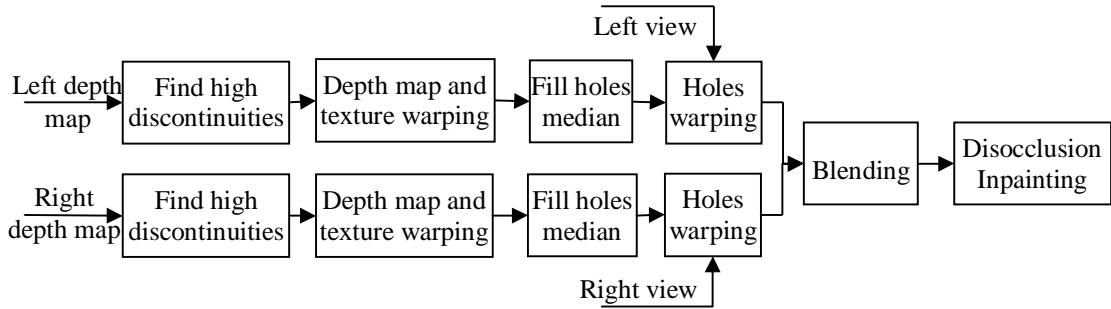 Left view
Left depth
map
Find high
discontinuities
Depth map and
texture warping
Fill holes
median
Holes
warping
Blending
Disocclusion
Inpainting
Right
depth map
Find high
discontinuities
Depth map and
texture warping
Fill holes
median
Holes
warping
Right view